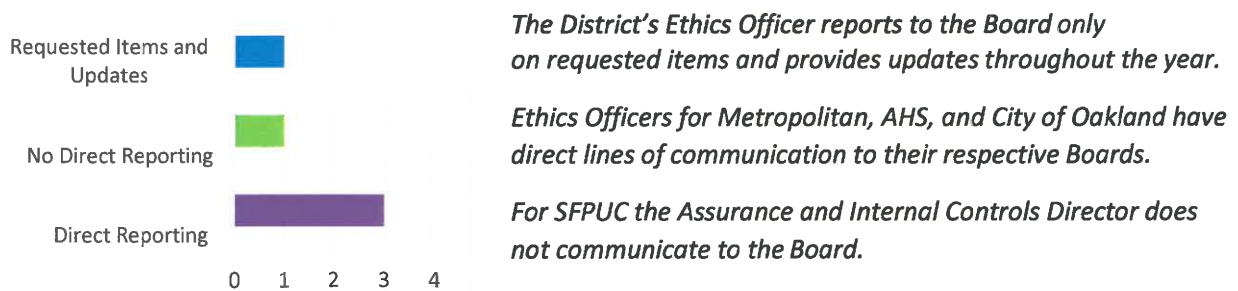 Requested Items and
Updates
No Direct Reporting
Direct Reporting
0 1 2 3 4
The District's Ethics Officer reports to the Board only
on requested items and provides updates throughout the year.
Ethics Officers for Metropolitan, AHS, and City of Oakland have
direct lines of communication to their respective Boards.
For SFPUC the Assurance and Internal Controls Director does
not communicate to the Board.